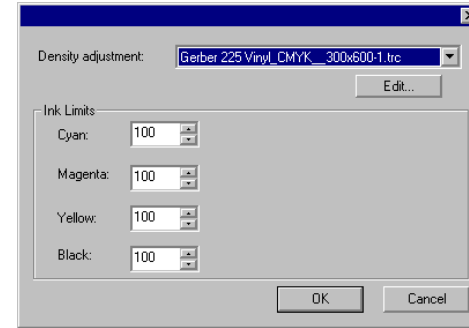 Density adjustment: Gerber 225 Vinyl_CMYK__300x600-1.trc
Edit...
Ink Limits
Cyan: 100
Magenta: 100
Yellow: 100
Black: 100
OK Cancel